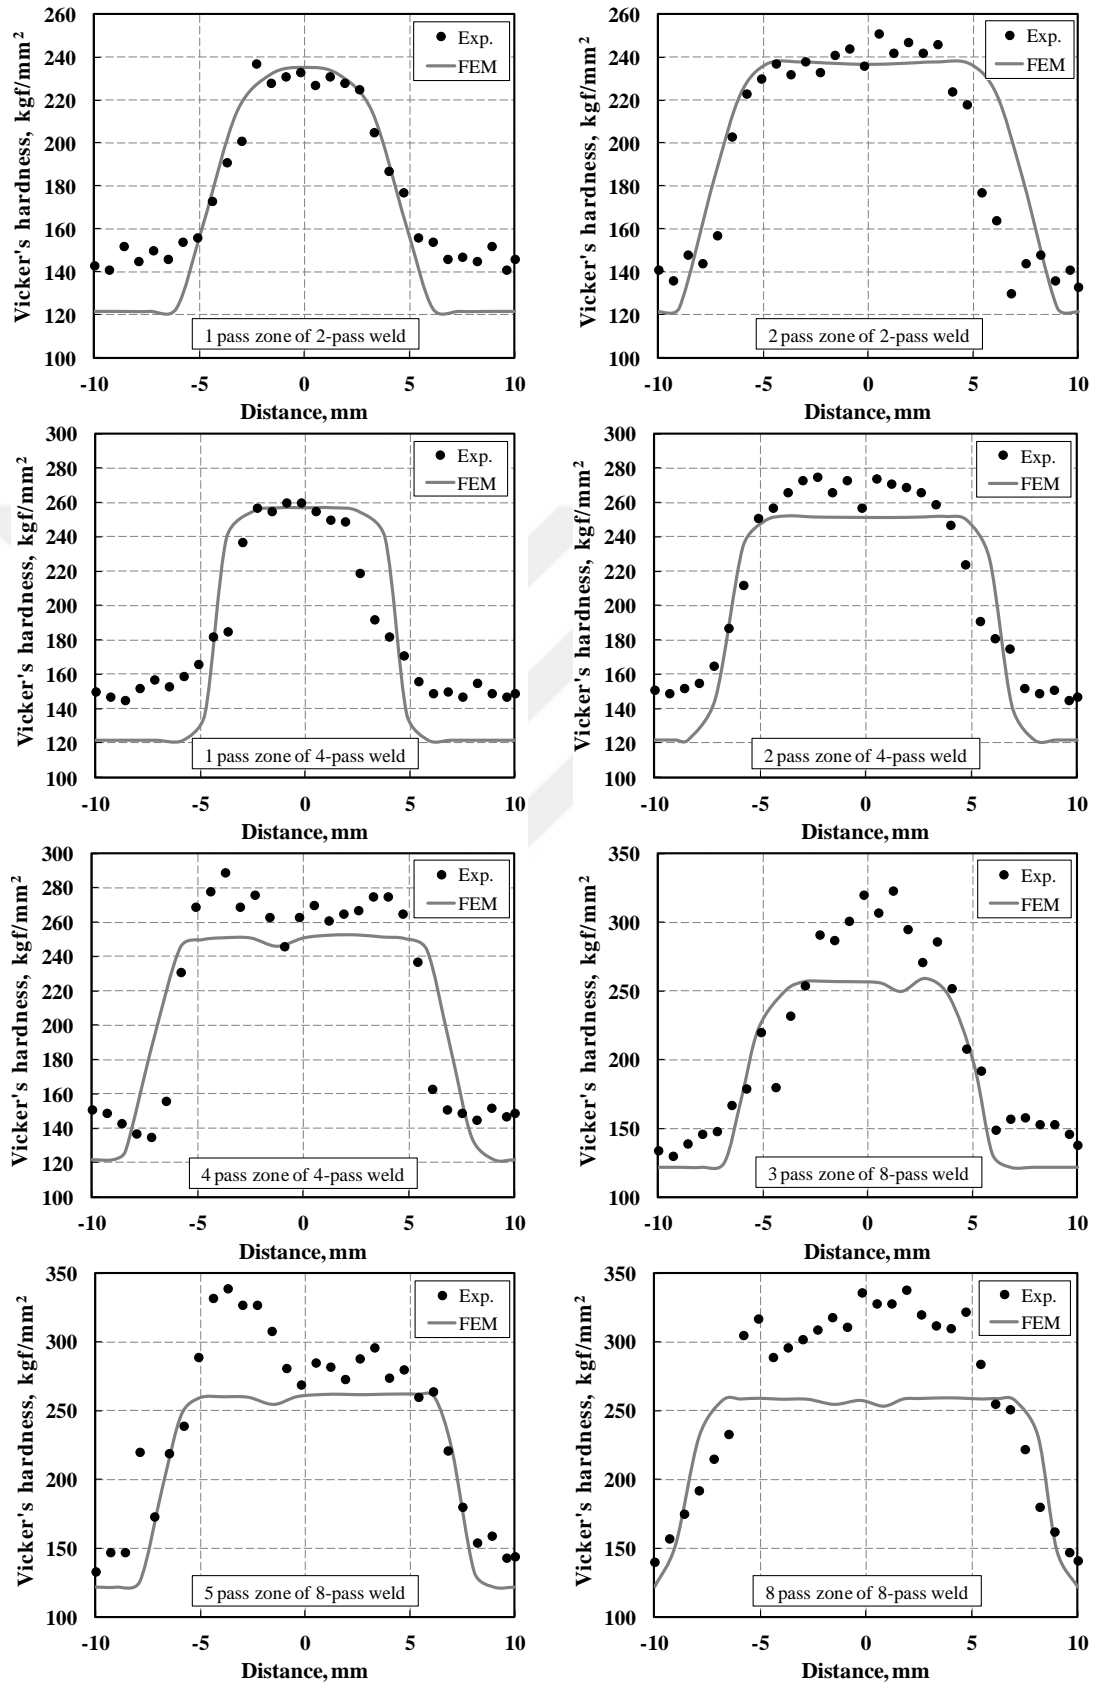 260
240
220
200
180
160
140
120
100
Vicker's hardness, kgf/mm²
Exp.
FEM
1 pass zone of 2-pass weld
-10 -5 0 5 10
Distance, mm
260
240
220
200
180
160
140
120
100
Vicker's hardness, kgf/mm²
Exp.
FEM
2 pass zone of 2-pass weld
-10 -5 0 5 10
Distance, mm
300
280
260
240
220
200
180
160
140
120
100
Vicker's hardness, kgf/mm²
Exp.
FEM
1 pass zone of 4-pass weld
-10 -5 0 5 10
Distance, mm
300
280
260
240
220
200
180
160
140
120
100
Vicker's hardness, kgf/mm²
Exp.
FEM
2 pass zone of 4-pass weld
-10 -5 0 5 10
Distance, mm
300
280
260
240
220
200
180
160
140
120
100
Vicker's hardness, kgf/mm²
Exp.
FEM
4 pass zone of 4-pass weld
-10 -5 0 5 10
Distance, mm
350
300
250
200
150
100
Vicker's hardness, kgf/mm²
Exp.
FEM
3 pass zone of 8-pass weld
-10 -5 0 5 10
Distance, mm
350
300
250
200
150
100
Vicker's hardness, kgf/mm²
Exp.
FEM
5 pass zone of 8-pass weld
-10 -5 0 5 10
Distance, mm
350
300
250
200
150
100
Vicker's hardness, kgf/mm²
Exp.
FEM
8 pass zone of 8-pass weld
-10 -5 0 5 10
Distance, mm